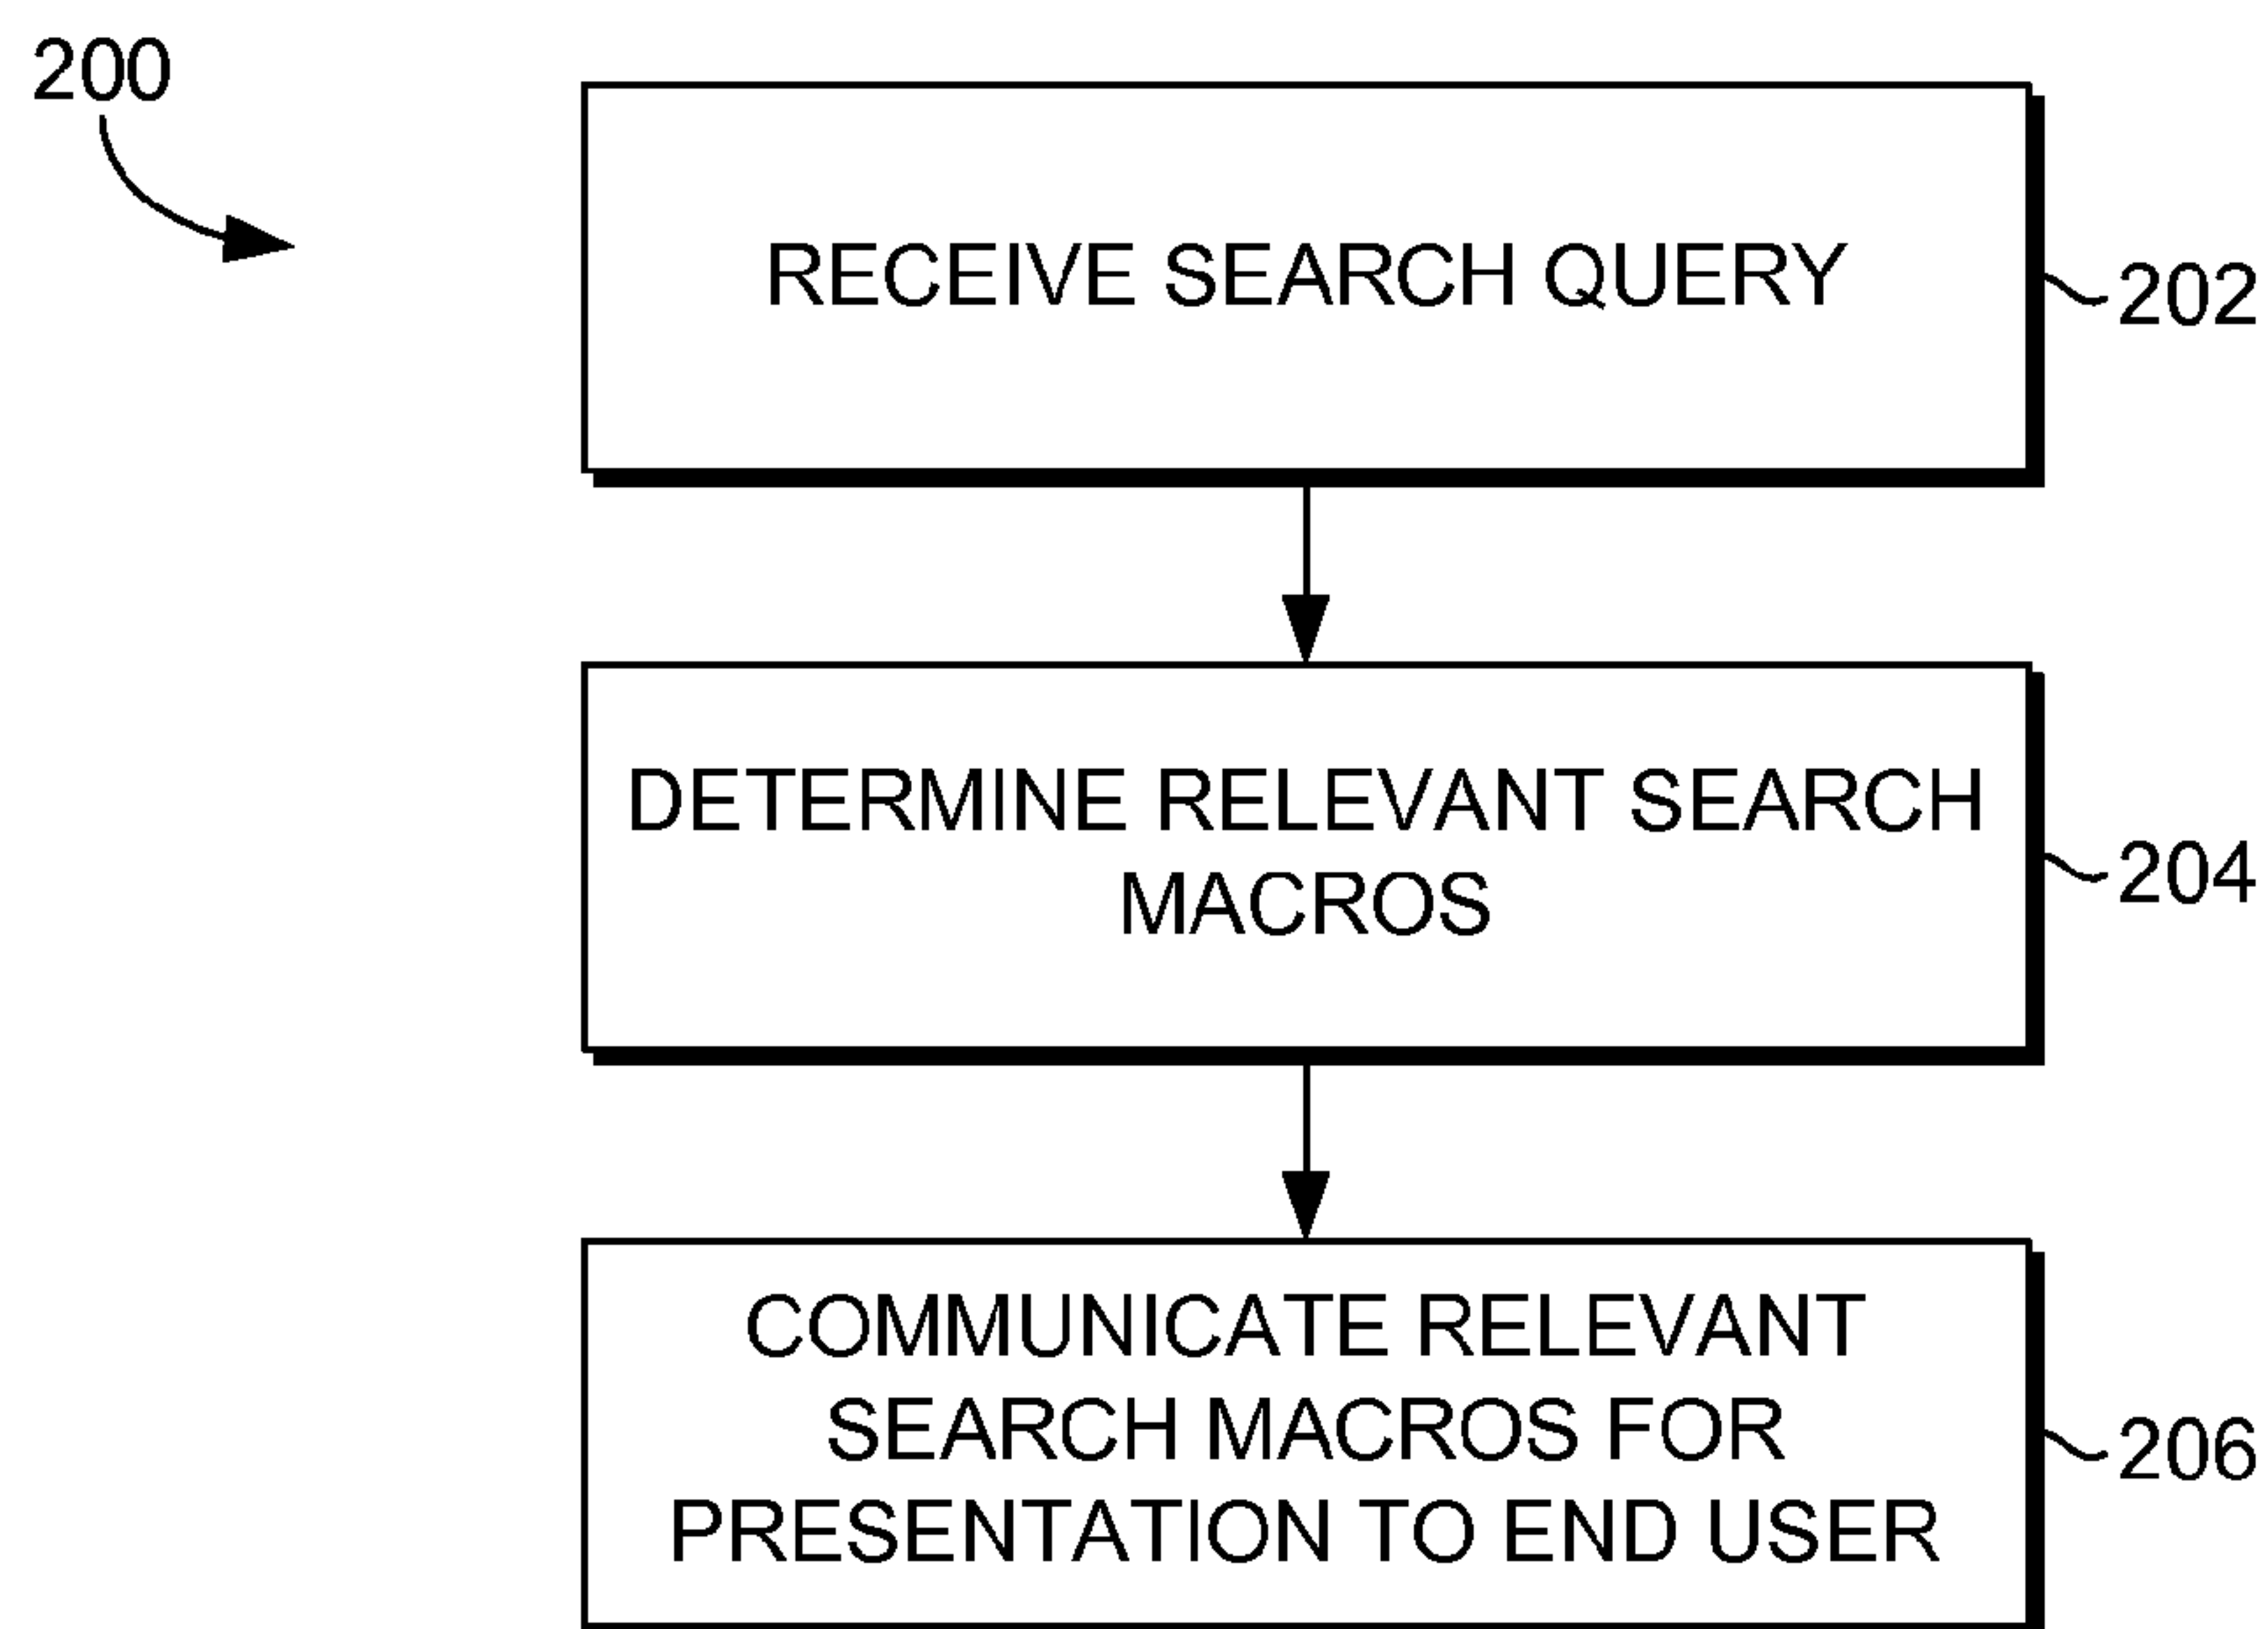 200
RECEIVE SEARCH QUERY
202
DETERMINE RELEVANT SEARCH
MACROS
204
COMMUNICATE RELEVANT
SEARCH MACROS FOR
PRESENTATION TO END USER
206